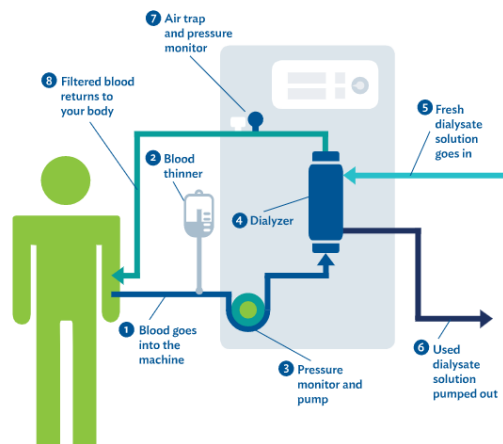 7 Air trap
and pressure
monitor
8 Filtered blood
returns to
your body
2 Blood
thinner
5 Fresh
dialysate
solution
goes in
4 Dialyzer
1 Blood goes
into the
machine
3 Pressure
monitor and
pump
6 Used
dialysate
solution
pumped out